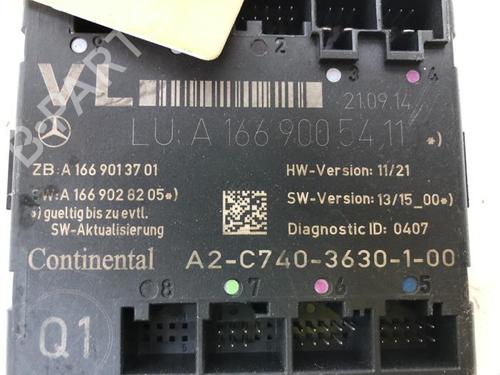 2
3
4
VL
21.09.14
LU: A 166 900 54 11 *)
ZB: A 166 901 37 01
HW-Version: 11/21
SW: A 166 902 82 05*)
SW-Version: 13/15_00*)
*) gueltig bis zu evtl.
SW-Aktualisierung
Diagnostic ID: 0407
Continental
A2-C740-3630-1-00
8
7
6
5
Q1
B-PARTS